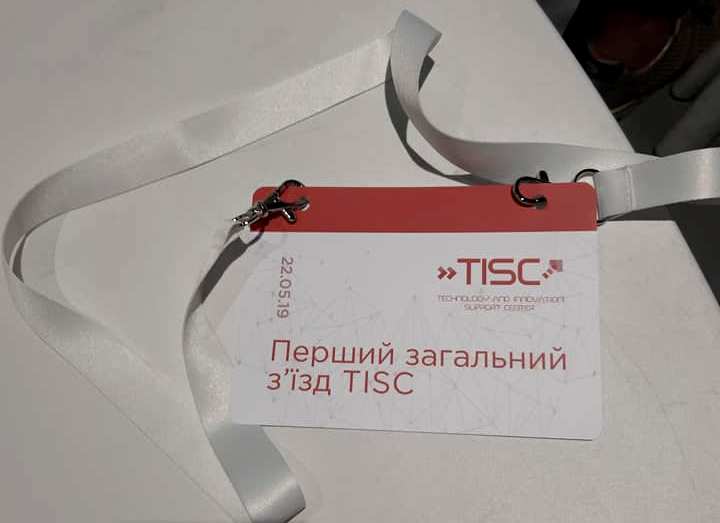 22.05.19
TISC
TECHNOLOGY AND INNOVATION
SUPPORT CENTER
Перший загальний
з’їзд TISC